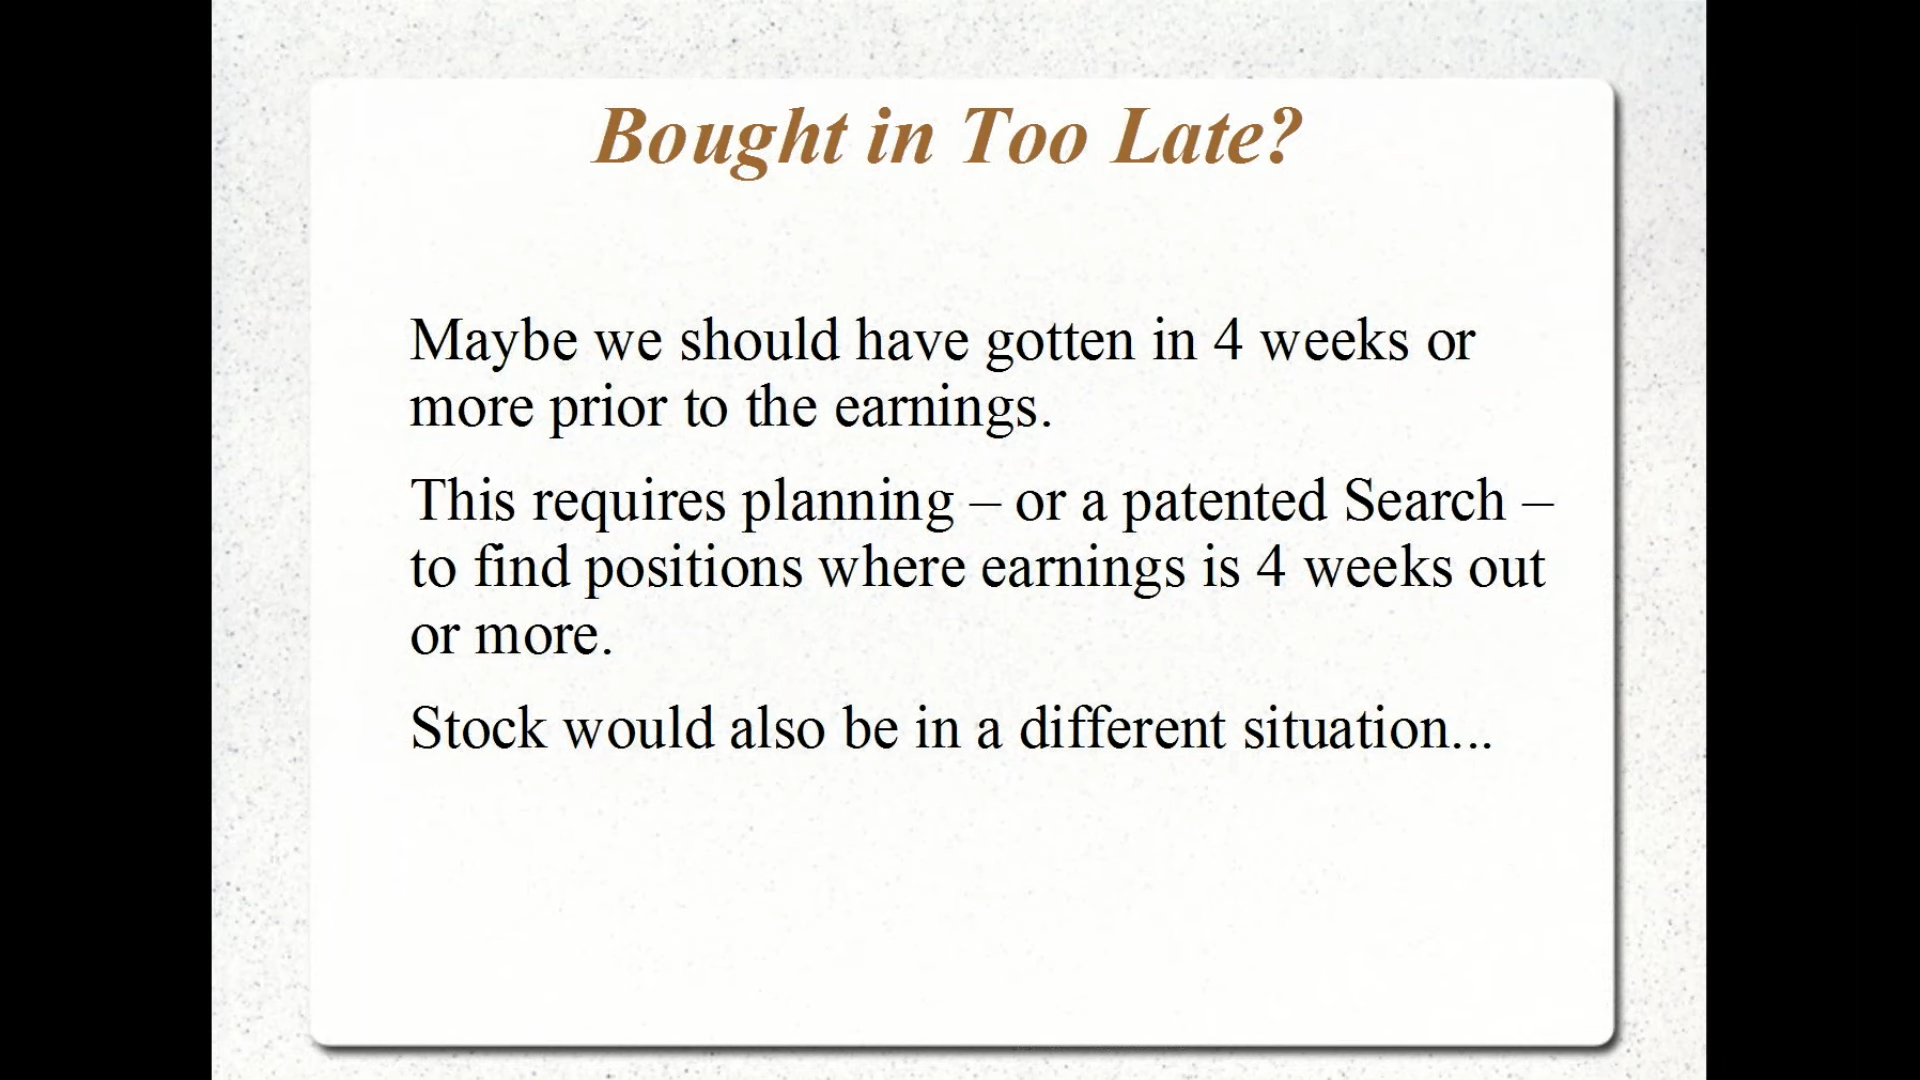 Bought in Too Late?
Maybe we should have gotten in 4 weeks or
more prior to the earnings.
This requires planning – or a patented Search –
to find positions where earnings is 4 weeks out
or more.
Stock would also be in a different situation...